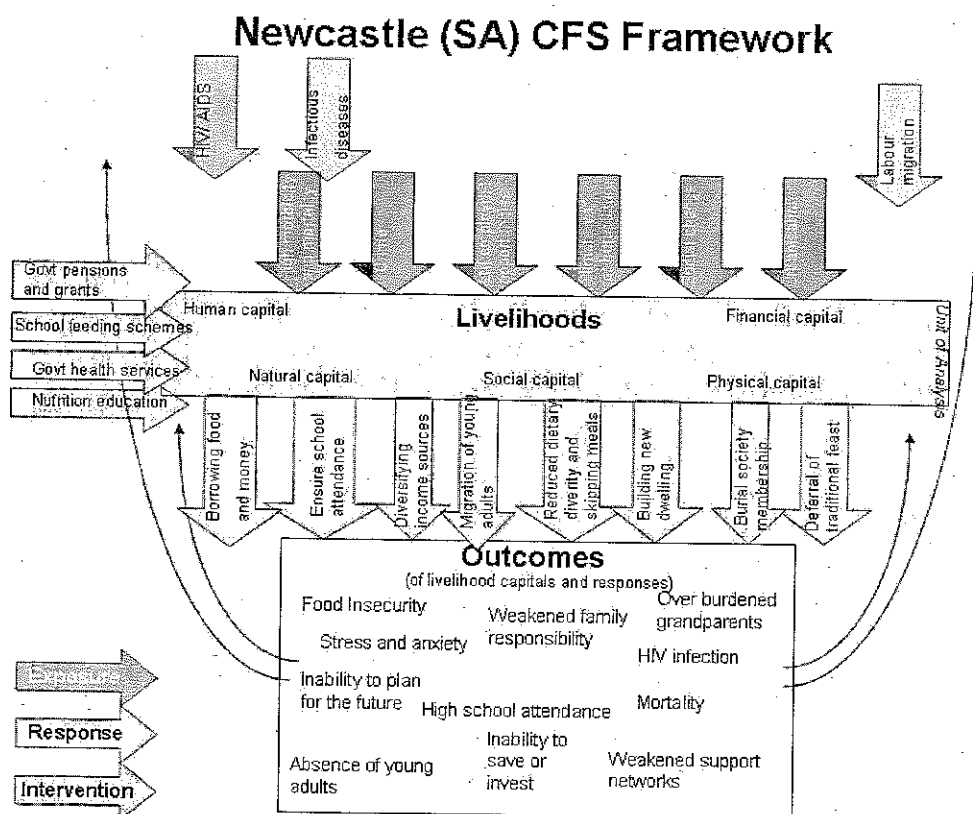 Newcastle (SA) CFS Framework
HIV/ AIDS
Infectious
diseases
Labour
migration
Govt pensions
and grants
School feeding schemes
Govt health services
Nutrition education
Human capital
Livelihoods
Financial capital
Natural capital
Social capital
Physical capital
Unit of Analysis
Borrowing food
and money
Ensure school
attendance
Diversifying
income sources
Migration of young
adults
Reduced dietary
diverity and
skipping meals
Building new
dwelling
Burial society
membership
Deferral of
traditional feast
Outcomes
(of livelihood capitals and responses)
Food Insecurity
Weakened family
responsibility
Over burdened
grandparents
Stress and anxiety
HIV infection
Inability to plan
for the future
High school attendance
Mortality
Absence of young
adults
Inability to
save or
invest
Weakened support
networks
Response
Intervention